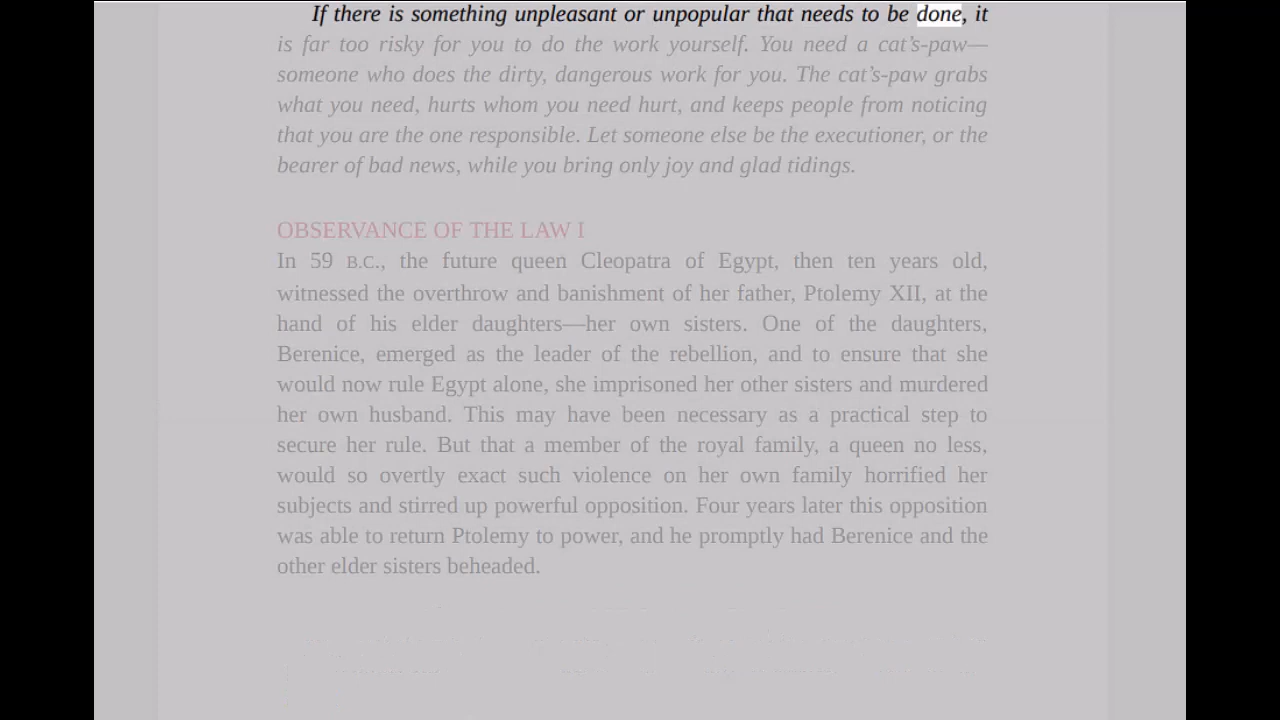 If there is something unpleasant or unpopular that needs to be done, it
is far too risky for you to do the work yourself. You need a cat’s-paw—
someone who does the dirty, dangerous work for you. The cat’s-paw grabs
what you need, hurts whom you need hurt, and keeps people from noticing
that you are the one responsible. Let someone else be the executioner, or the
bearer of bad news, while you bring only joy and glad tidings.
OBSERVANCE OF THE LAW I
In 59 B.C., the future queen Cleopatra of Egypt, then ten years old,
witnessed the overthrow and banishment of her father, Ptolemy XII, at the
hand of his elder daughters—her own sisters. One of the daughters,
Berenice, emerged as the leader of the rebellion, and to ensure that she
would now rule Egypt alone, she imprisoned her other sisters and murdered
her own husband. This may have been necessary as a practical step to
secure her rule. But that a member of the royal family, a queen no less,
would so overtly exact such violence on her own family horrified her
subjects and stirred up powerful opposition. Four years later this opposition
was able to return Ptolemy to power, and he promptly had Berenice and the
other elder sisters beheaded.